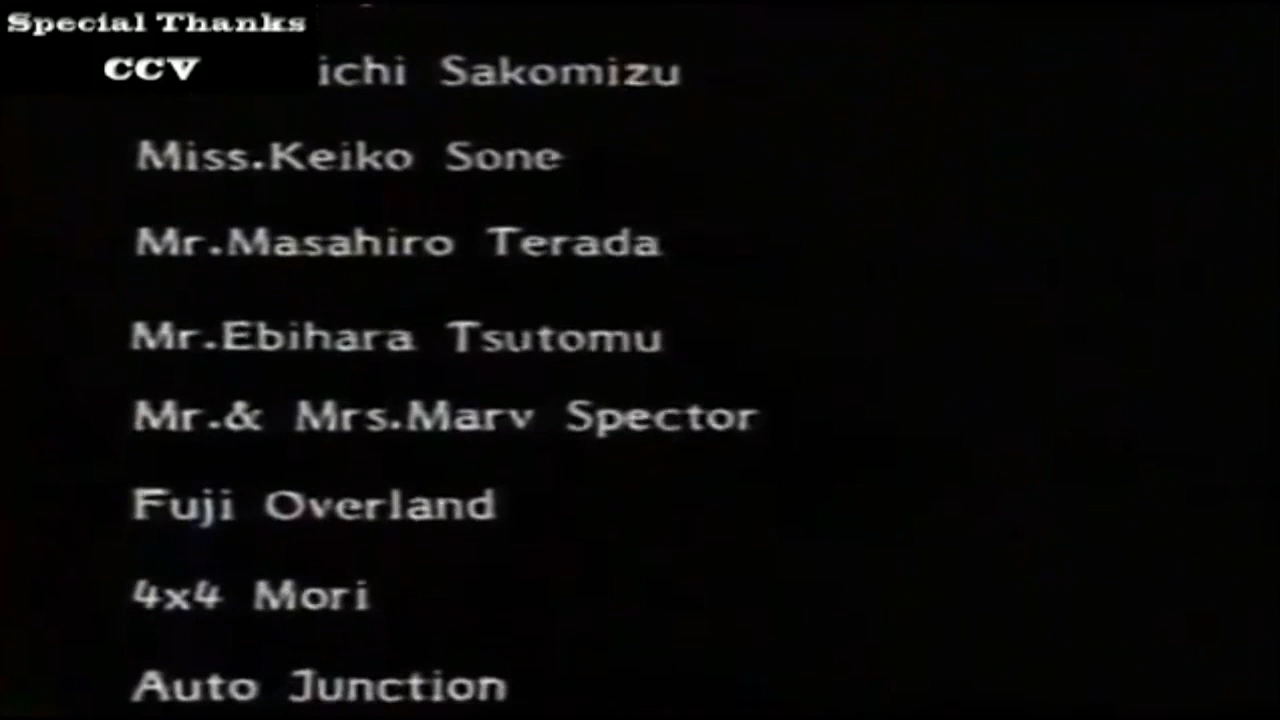 Special Thanks
CCV
ichi Sakomizu
Miss.Keiko Sone
Mr.Masahiro Terada
Mr.Ebihara Tsutomu
Mr.& Mrs.Marv Spector
Fuji Overland
4x4 Mori
Auto Junction